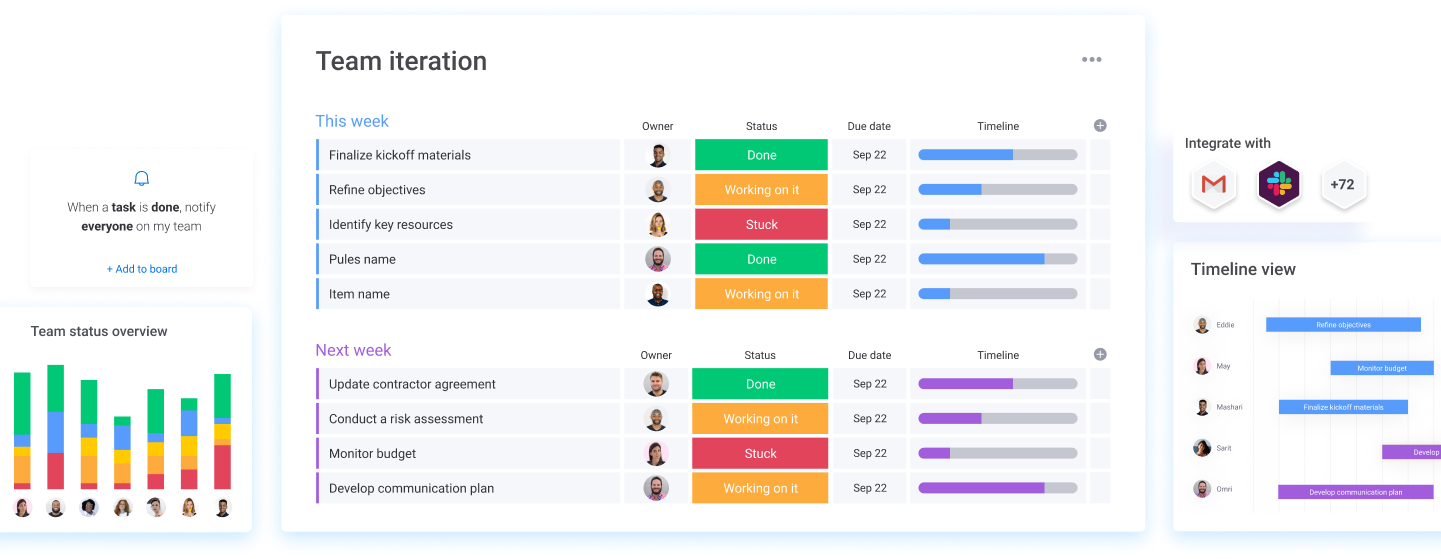 When a task is done, notify
everyone on my team
+ Add to board
Team status overview
Team iteration
This week Owner Status Due date Timeline
Finalize kickoff materials Done Sep 22
Refine objectives Working on it Sep 22
Identify key resources Stuck Sep 22
Pules name Done Sep 22
Item name Working on it Sep 22
Next week Owner Status Due date Timeline
Update contractor agreement Done Sep 22
Conduct a risk assessment Working on it Sep 22
Monitor budget Stuck Sep 22
Develop communication plan Working on it Sep 22
Integrate with
+72
Timeline view
Eddie Refine objectives
May Monitor budget
Mashari Finalize kickoff materials
Sarit Develop
Omri Develop communication plan